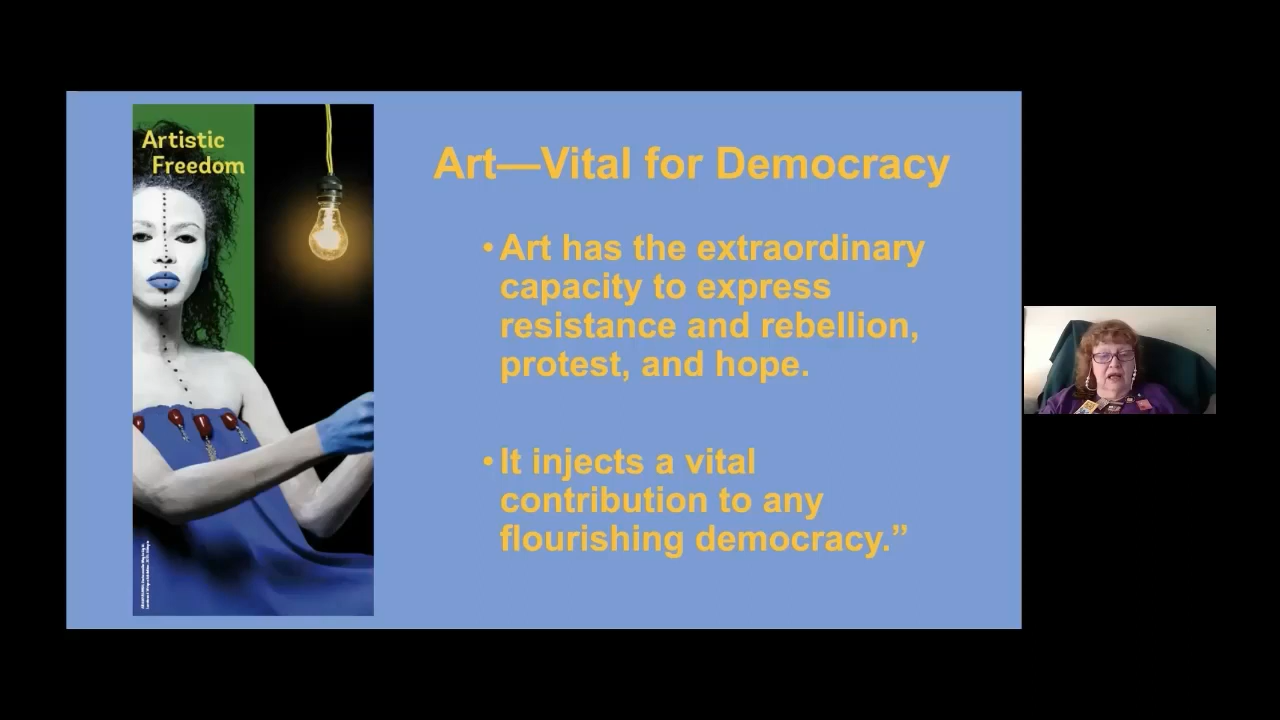 Artistic
Freedom
Art—Vital for Democracy
• Art has the extraordinary
capacity to express
resistance and rebellion,
protest, and hope.
• It injects a vital
contribution to any
flourishing democracy.”